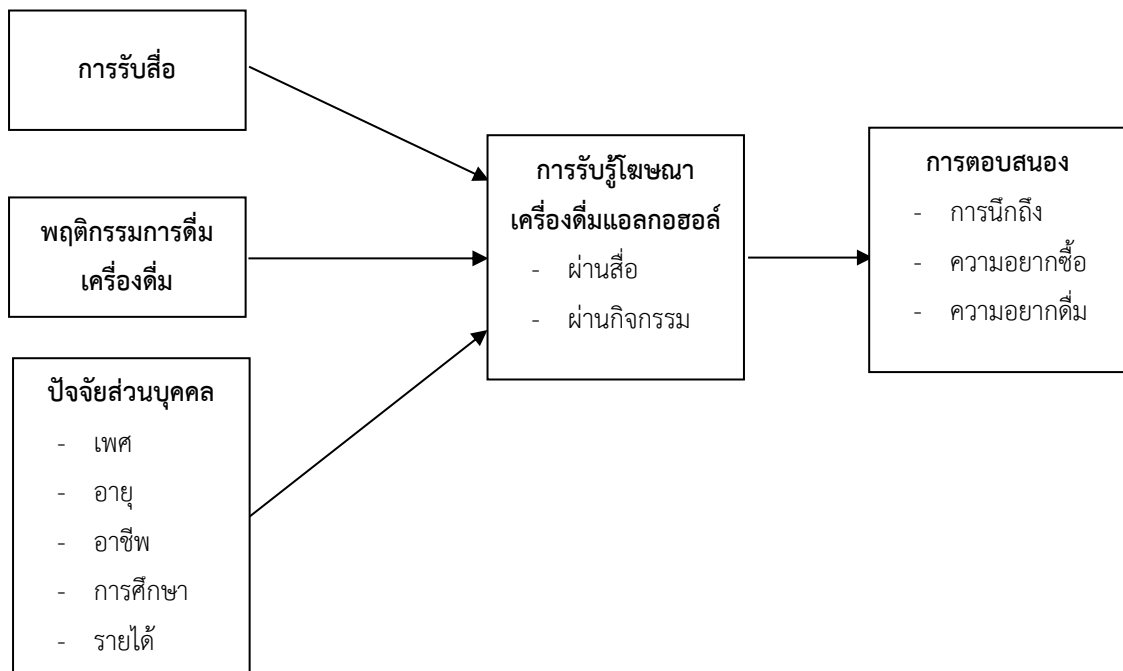 การรับสื่อ
พฤติกรรมการดื่ม
เครื่องดื่ม
ปัจจัยส่วนบุคคล
- เพศ
- อายุ
- อาชีพ
- การศึกษา
- รายได้
การรับรู้โฆษณา
เครื่องดื่มแอลกอฮอล์
- ผ่านสื่อ
- ผ่านกิจกรรม
การตอบสนอง
- การนึกถึง
- ความอยากซื้อ
- ความอยากดื่ม